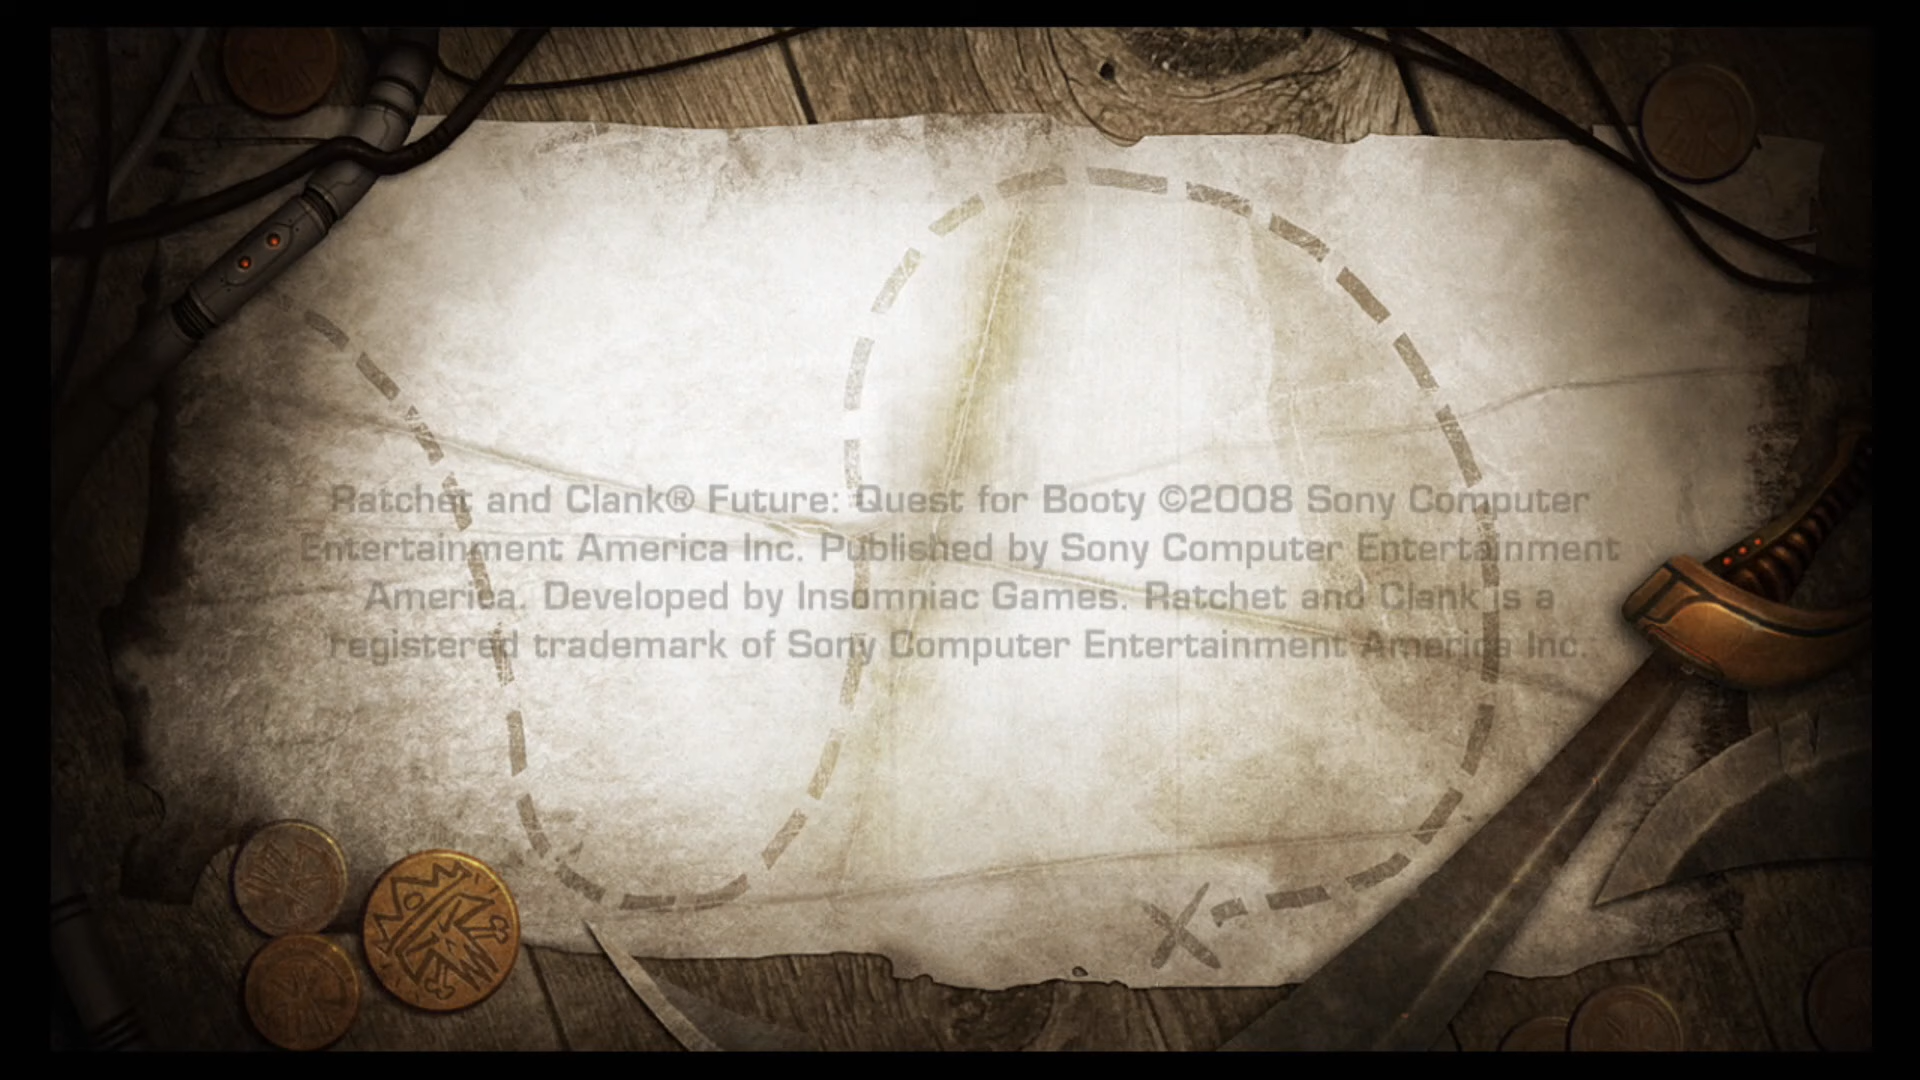 Ratchet and Clank® Future: Quest for Booty ©2008 Sony Computer
Entertainment America Inc. Published by Sony Computer Entertainment
America. Developed by Insomniac Games. Ratchet and Clank is a
registered trademark of Sony Computer Entertainment America Inc.